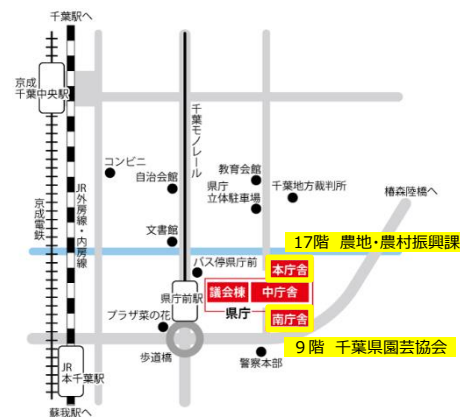 千葉駅へ
京成
千葉中央駅
千葉モノレール
コンビニ
自治会館
教育会館
県庁
立体駐車場
千葉地方裁判所
椿森陸橋へ
JR外房線・内房線
京成電鉄
文書館
17階 農地・農村振興課
バス停県庁前
本庁舎
議会棟
中庁舎
県庁前駅
県庁
南庁舎
プラザ菜の花
9階 千葉県園芸協会
歩道橋
警察本部
JR
本千葉駅
蘇我駅へ